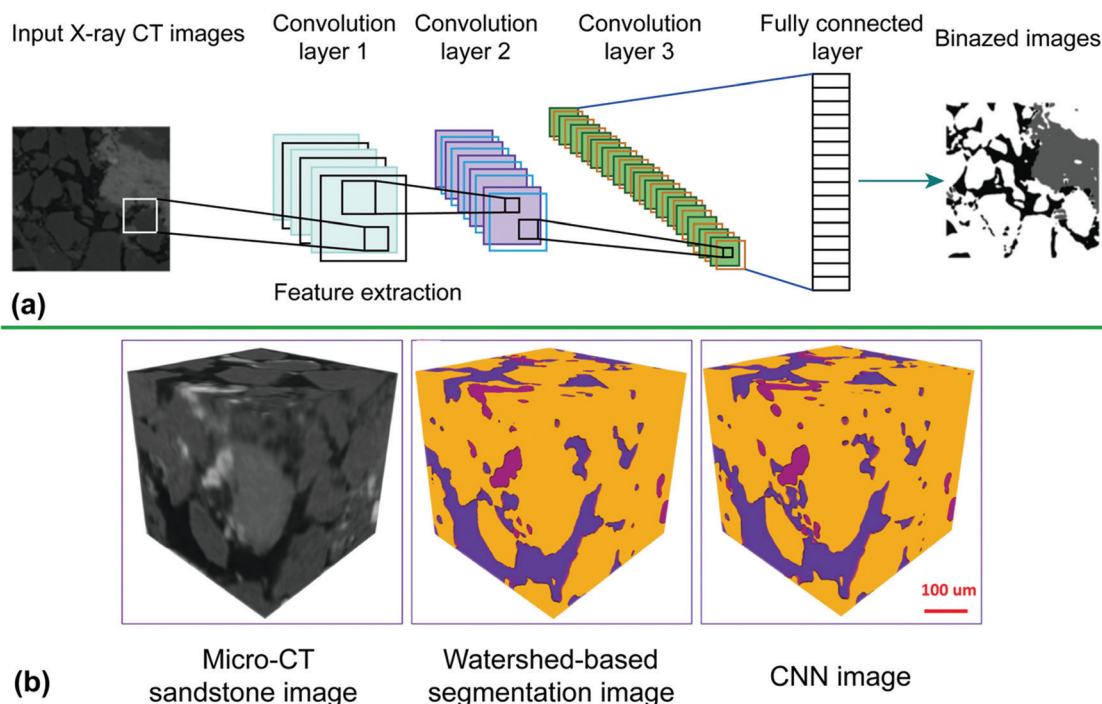 Input X-ray CT images
Convolution
layer 1
Convolution
layer 2
Convolution
layer 3
Fully connected
layer
Binazed images
Feature extraction
(a)
100 um
(b)
Micro-CT
sandstone image
Watershed-based
segmentation image
CNN image